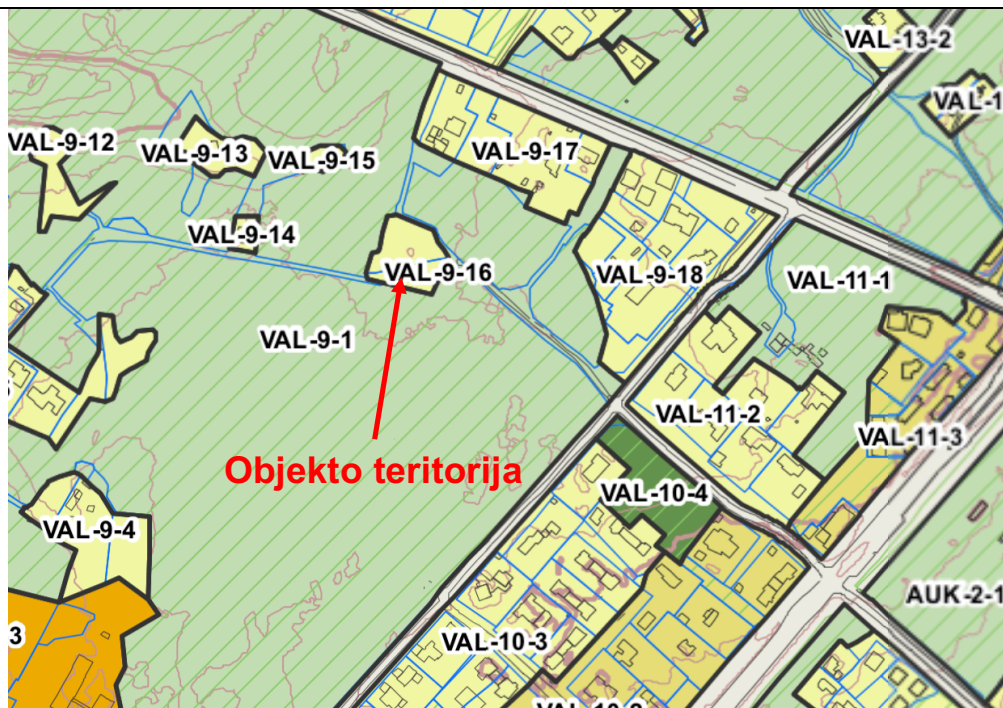 VAL-13-2
VAL-1
VAL-9-12
VAL-9-13
VAL-9-15
VAL-9-17
VAL-9-14
VAL-9-16
VAL-9-18
VAL-11-1
VAL-9-1
VAL-11-2
VAL-11-3
Objekto teritorija
VAL-10-4
VAL-9-4
AUK-2-1
3
VAL-10-3